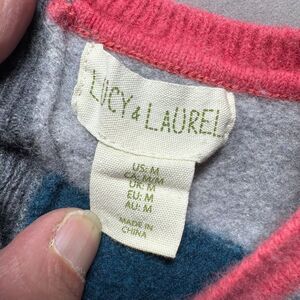 LUCY & LAUREL
US: M
CA: M/M
UK: M
EU: M
AU: M
MADE IN
CHINA